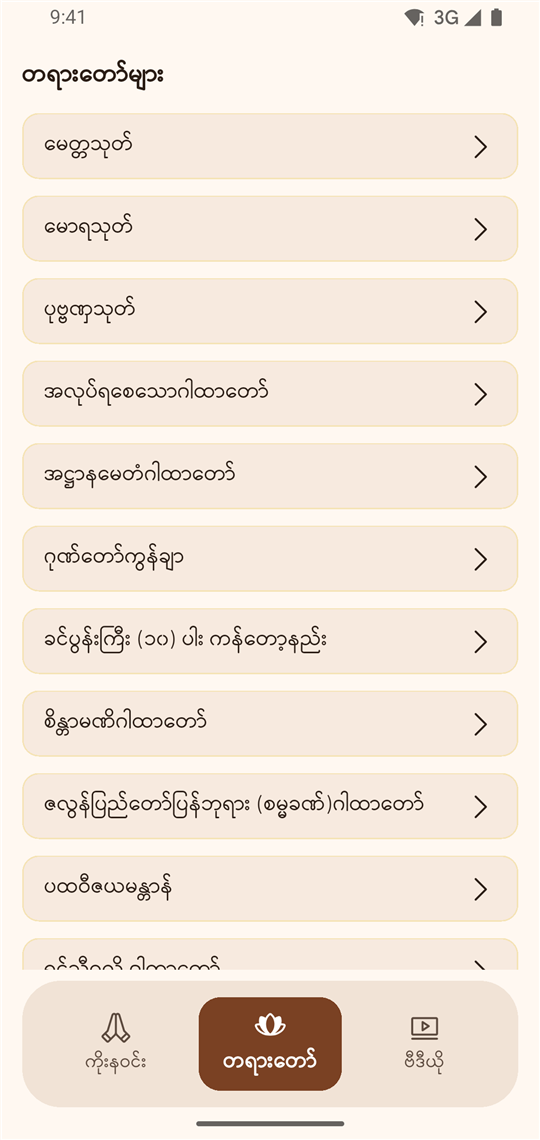 9:41
3G
တရားတော်များ
မေတ္တသုတ်
မောရသုတ်
ပုဗ္ဗဏှသုတ်
အလုပ်ရစေသောဂါထာတော်
အဋ္ဌာနမေတံဂါထာတော်
ဂုဏ်တော်ကွန်ချာ
ခင်ပွန်းကြီး (၁၀) ပါး ကန်တော့နည်း
စိန္တာမဏိဂါထာတော်
ဇလွန်ပြည်တော်ပြန်ဘုရား (စမ္မခဏ်)ဂါထာတော်
ပထဝီဇယမန္တာန်
ဂါထာတော်
ကိုးနဝင်း
တရားတော်
ဗီဒီယို